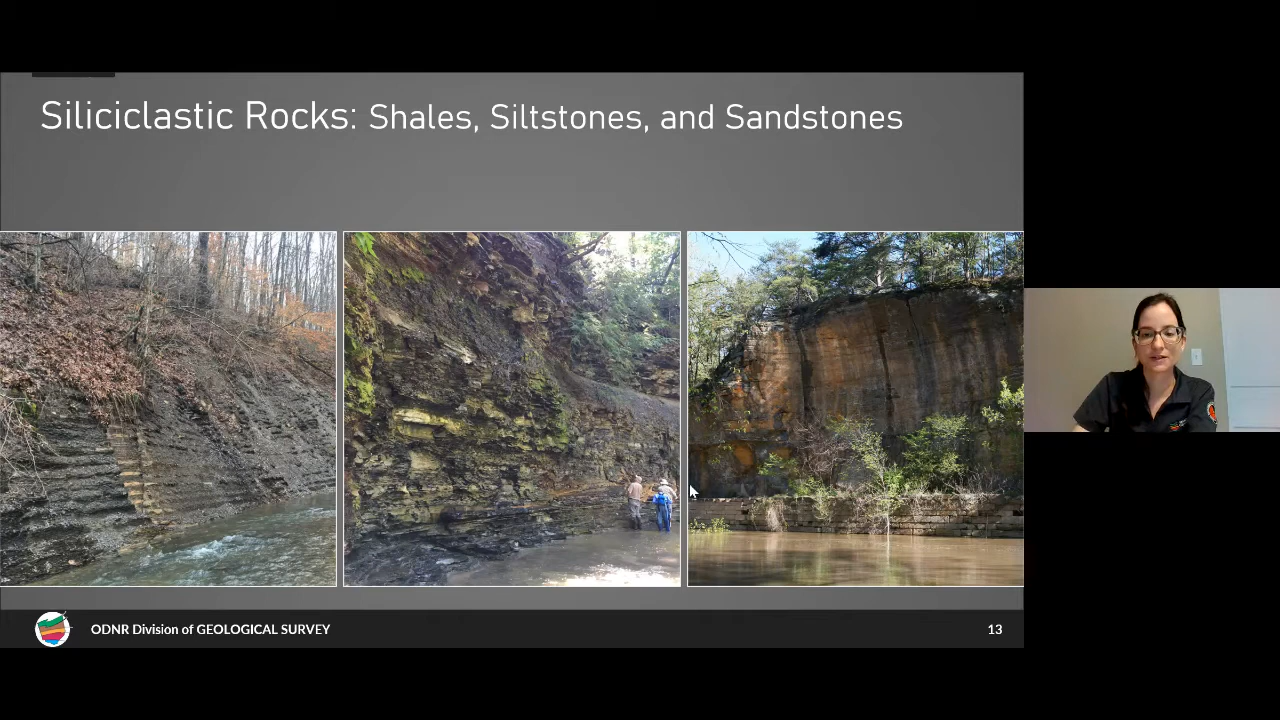 Siliciclastic Rocks: Shales, Siltstones, and Sandstones
ODNR Division of GEOLOGICAL SURVEY
13